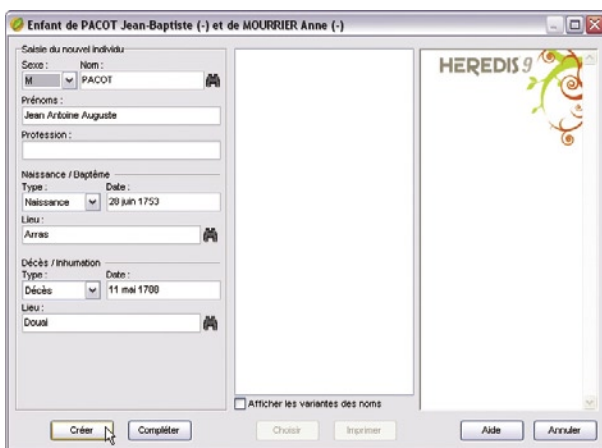 Enfant de PACOT Jean-Baptiste (-) et de MOURRIER Anne (-)
Saisie du nouvel individu
Sexe : Nom :
M PACOT
Prénoms :
Jean Antoine Auguste
Profession :
Naissance / Baptême
Type : Date :
Naissance 28 juin 1753
Lieu :
Arras
Décès / Inhumation
Type : Date :
Décès 11 mai 1788
Lieu :
Douai
HEREDIS 9
Afficher les variantes des noms
Créer Compléter Choisir Imprimer Aide Annuler